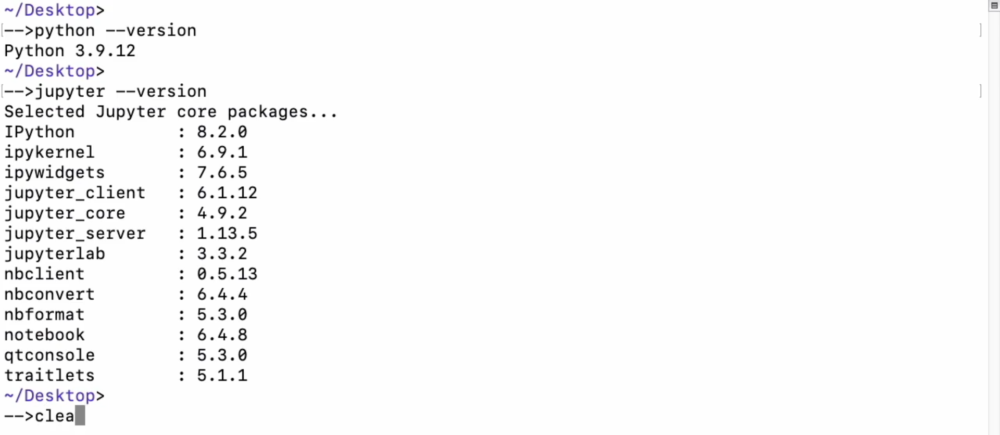 ~/Desktop>
-->python --version
Python 3.9.12
~/Desktop>
-->jupyter --version
Selected Jupyter core packages...
IPython          : 8.2.0
ipykernel        : 6.9.1
ipywidgets       : 7.6.5
jupyter_client   : 6.1.12
jupyter_core     : 4.9.2
jupyter_server   : 1.13.5
jupyterlab       : 3.3.2
nbclient         : 0.5.13
nbconvert        : 6.4.4
nbformat         : 5.3.0
notebook         : 6.4.8
qtconsole        : 5.3.0
traitlets        : 5.1.1
~/Desktop>
-->clea